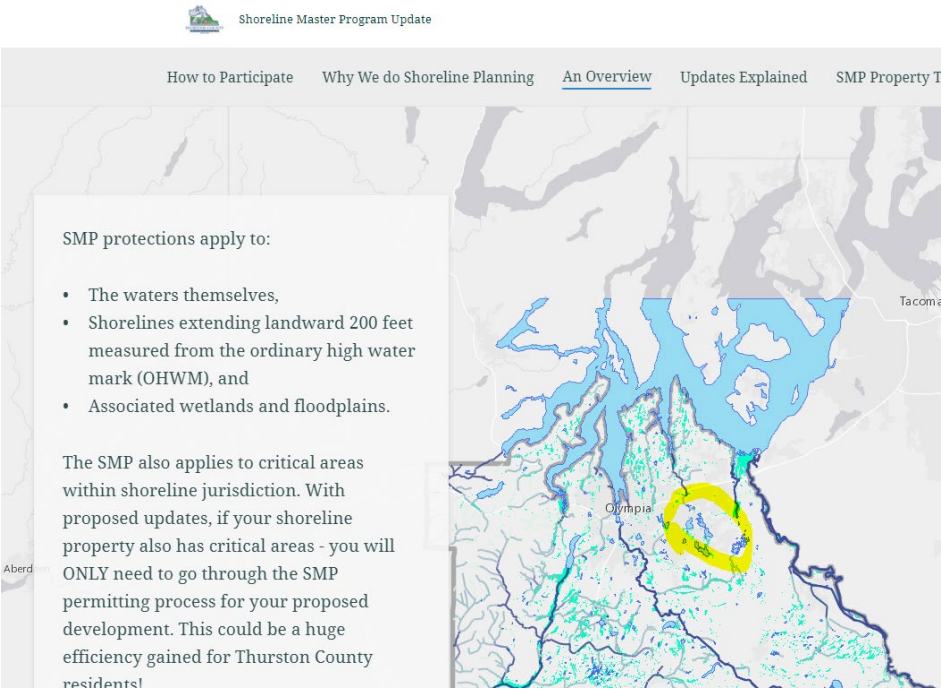 Shoreline Master Program Update
How to Participate Why We do Shoreline Planning An Overview Updates Explained SMP Property T
SMP protections apply to:
• The waters themselves,
• Shorelines extending landward 200 feet
measured from the ordinary high water
mark (OHWM), and
• Associated wetlands and floodplains.
The SMP also applies to critical areas
within shoreline jurisdiction. With
proposed updates, if your shoreline
property also has critical areas - you will
ONLY need to go through the SMP
permitting process for your proposed
development. This could be a huge
efficiency gained for Thurston County
residents!
Tacoma
Olympia
Aberd